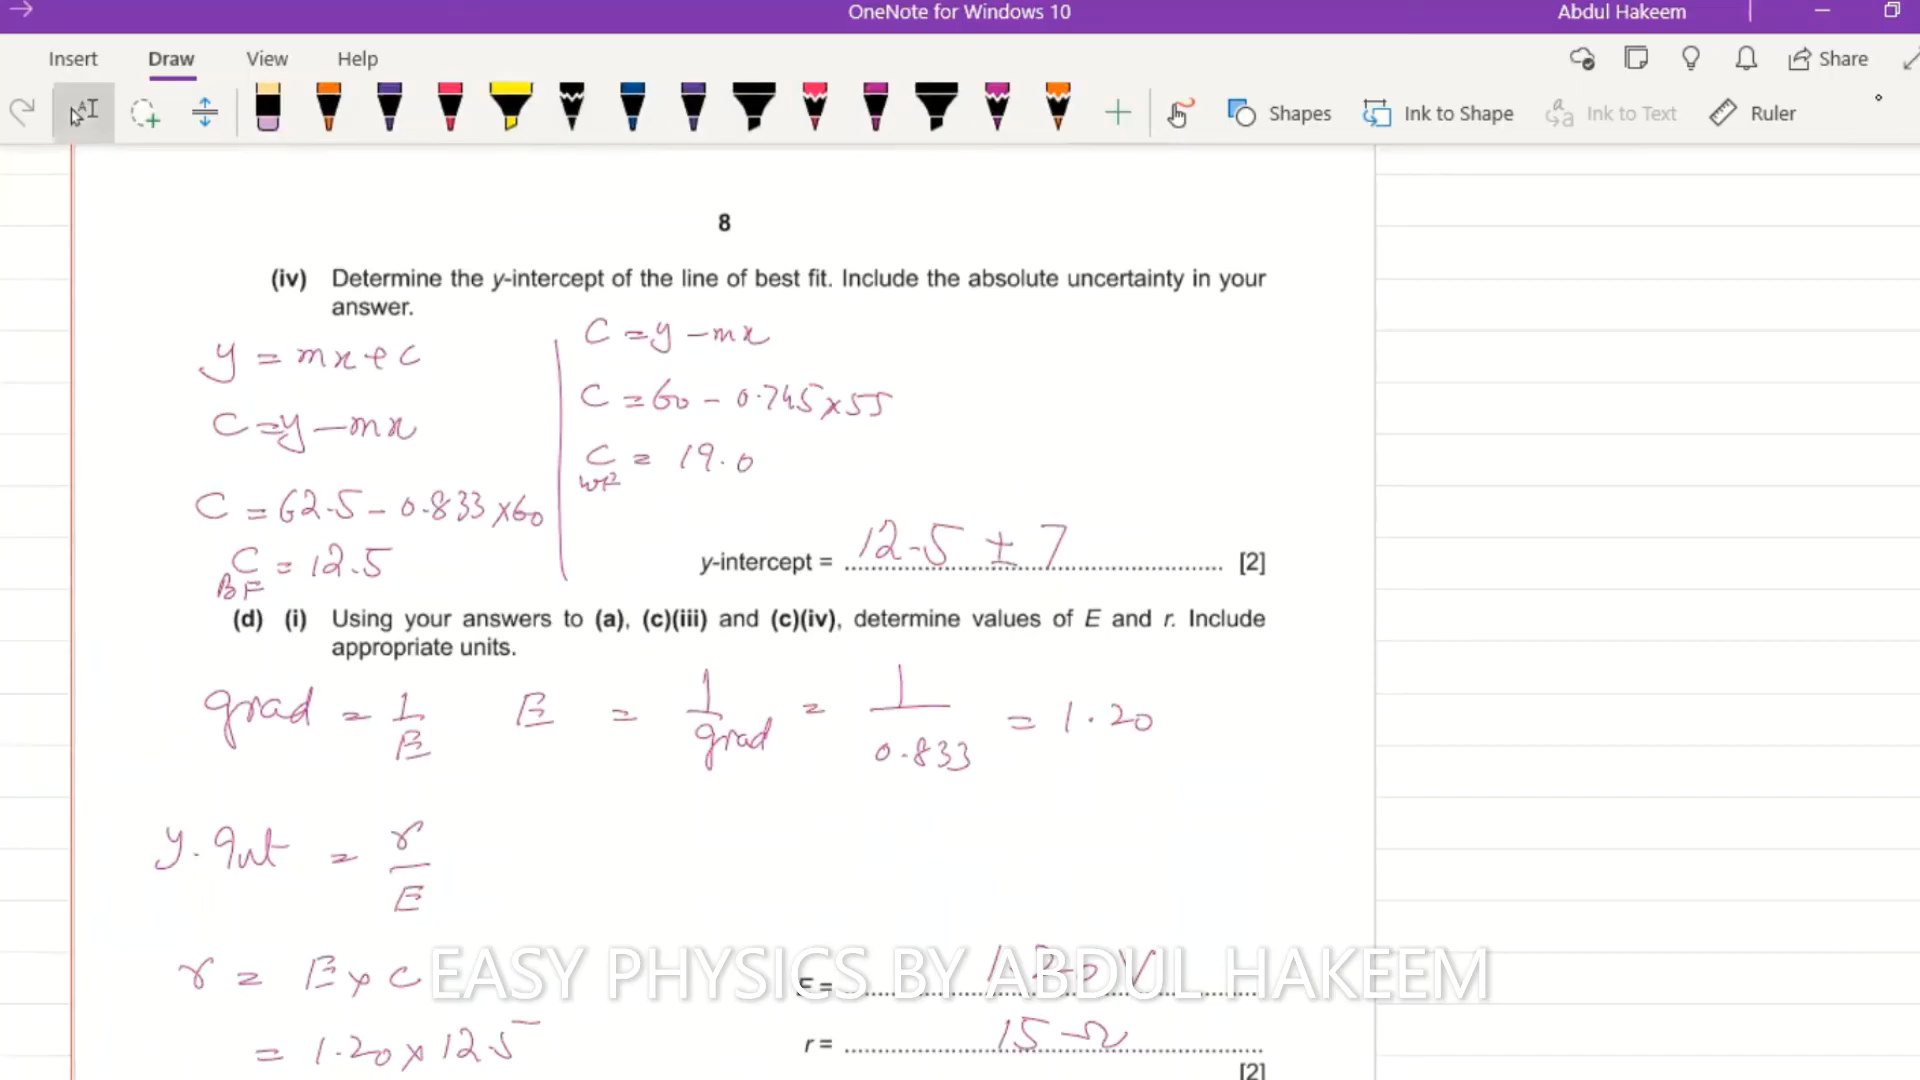 OneNote for Windows 10
Abdul Hakeem
Insert Draw View Help
Share
Shapes Ink to Shape Ink to Text Ruler
8
(iv) Determine the y-intercept of the line of best fit. Include the absolute uncertainty in your
answer.
y = mx + c
c = y - mx
c = 62.5 - 0.833 x 60
c BF = 12.5
c = y - mx
c = 60 - 0.745 x 55
c WF = 19.0
y-intercept = 12.5 ± 7 [2]
(d) (i) Using your answers to (a), (c)(iii) and (c)(iv), determine values of E and r. Include
appropriate units.
grad = 1/E E = 1/grad = 1/0.833 = 1.20
y. Int = r/E
r = E x c
EASY PHYSICS BY ABDUL HAKEEM
E = 1.20 V
= 1.20 x 12.5
r = 15 Ω
[2]